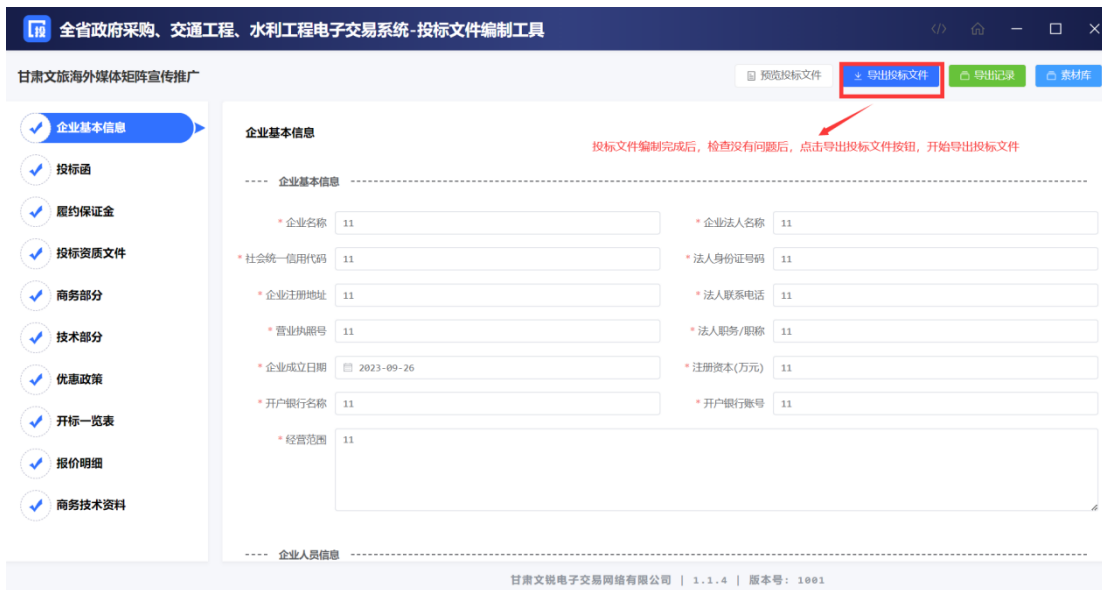 投 全省政府采购、交通工程、水利工程电子交易系统-投标文件编制工具
甘肃文旅海外媒体矩阵宣传推广
预览投标文件 导出投标文件 导出记录 素材库
企业基本信息
投标函
履约保证金
投标资质文件
商务部分
技术部分
优惠政策
开标一览表
报价明细
商务技术资料
企业基本信息
投标文件编制完成后，检查没有问题后，点击导出投标文件按钮，开始导出投标文件
---- 企业基本信息
* 企业名称 11 * 企业法人名称 11
* 社会统一信用代码 11 * 法人身份证号码 11
* 企业注册地址 11 * 法人联系电话 11
* 营业执照号 11 * 法人职务/职称 11
* 企业成立日期 2023-09-26 * 注册资本(万元) 11
* 开户银行名称 11 * 开户银行账号 11
* 经营范围 11
---- 企业人员信息
甘肃文锐电子交易网络有限公司 | 1.1.4 | 版本号: 1001